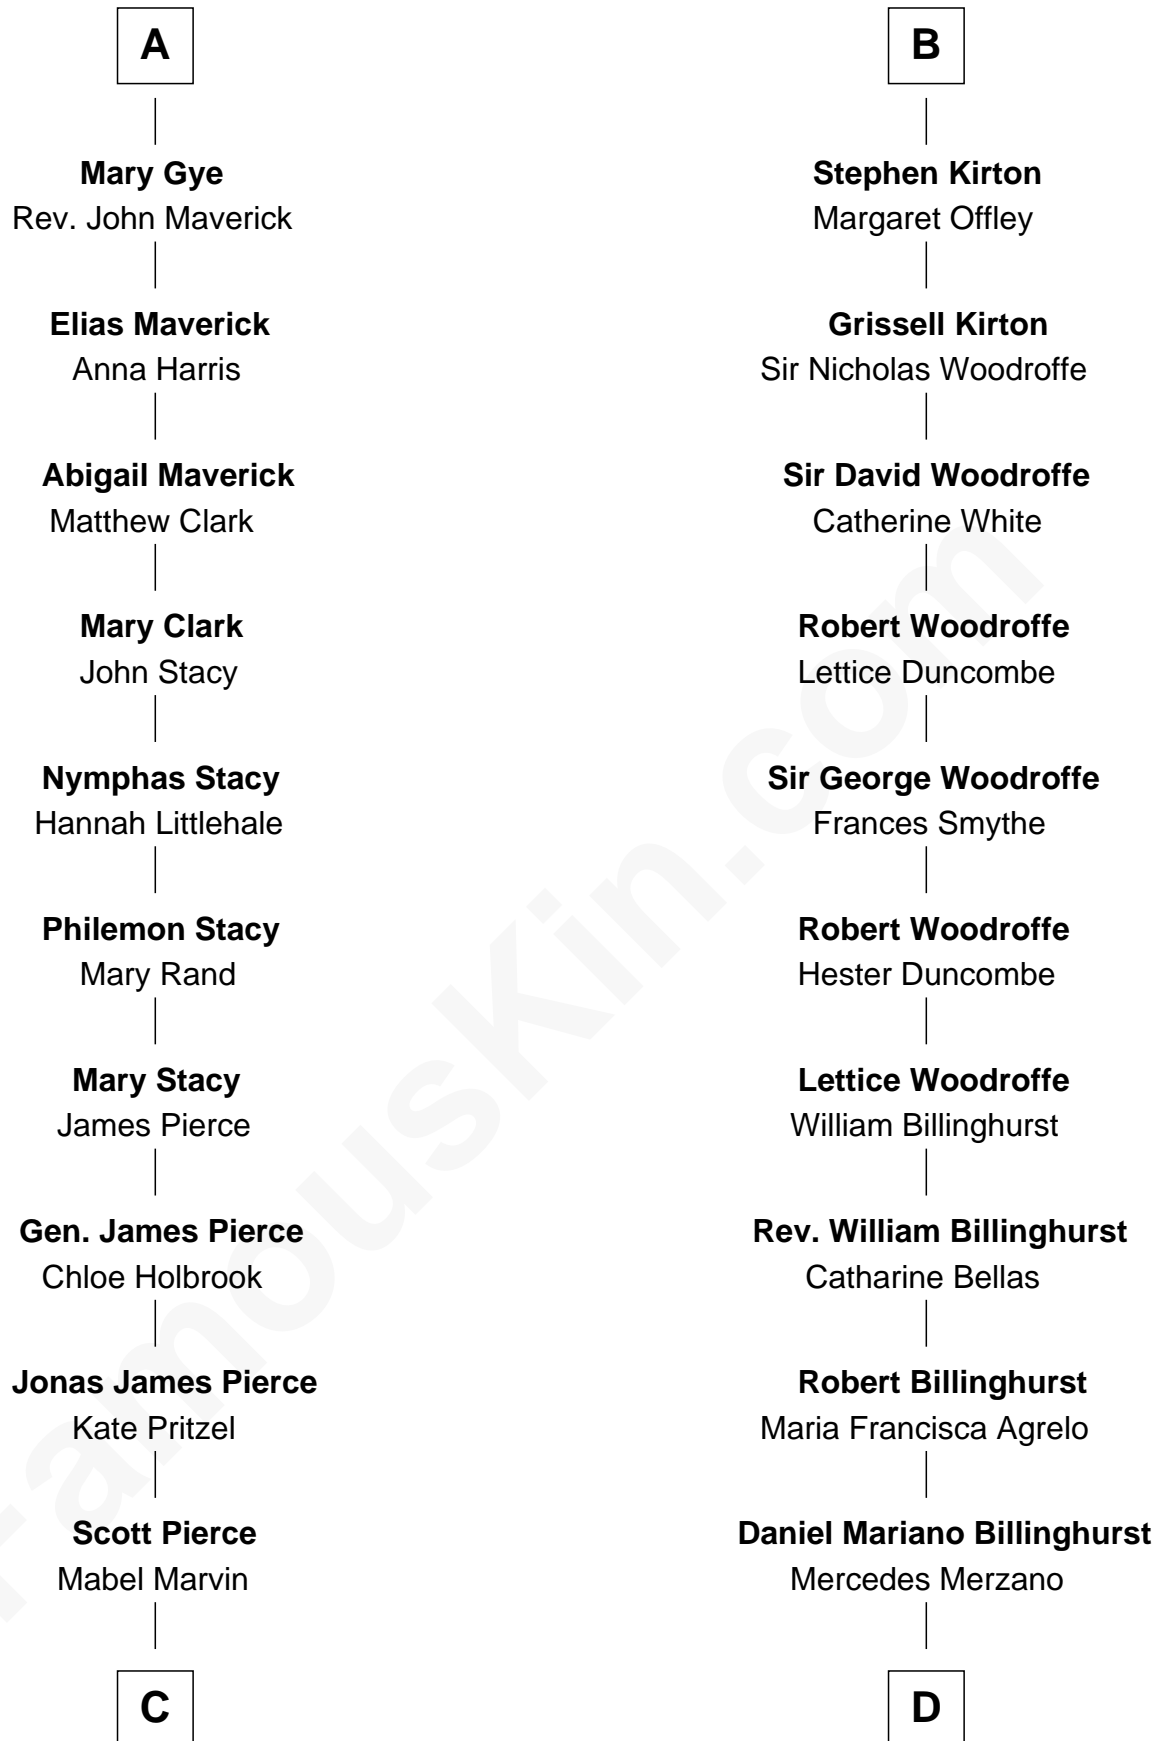 A
Mary Gye
Rev. John Maverick
Elias Maverick
Anna Harris
Abigail Maverick
Matthew Clark
Mary Clark
John Stacy
Nymphas Stacy
Hannah Littlehale
Philemon Stacy
Mary Rand
Mary Stacy
James Pierce
Gen. James Pierce
Chloe Holbrook
Jonas James Pierce
Kate Pritzel
Scott Pierce
Mabel Marvin
C
B
Stephen Kirton
Margaret Offley
Grissell Kirton
Sir Nicholas Woodroffe
Sir David Woodroffe
Catherine White
Robert Woodroffe
Lettice Duncombe
Sir George Woodroffe
Frances Smythe
Robert Woodroffe
Hester Duncombe
Lettice Woodroffe
William Billinghurst
Rev. William Billinghurst
Catharine Bellas
Robert Billinghurst
Maria Francisca Agrelo
Daniel Mariano Billinghurst
Mercedes Merzano
D
FamousKin.com